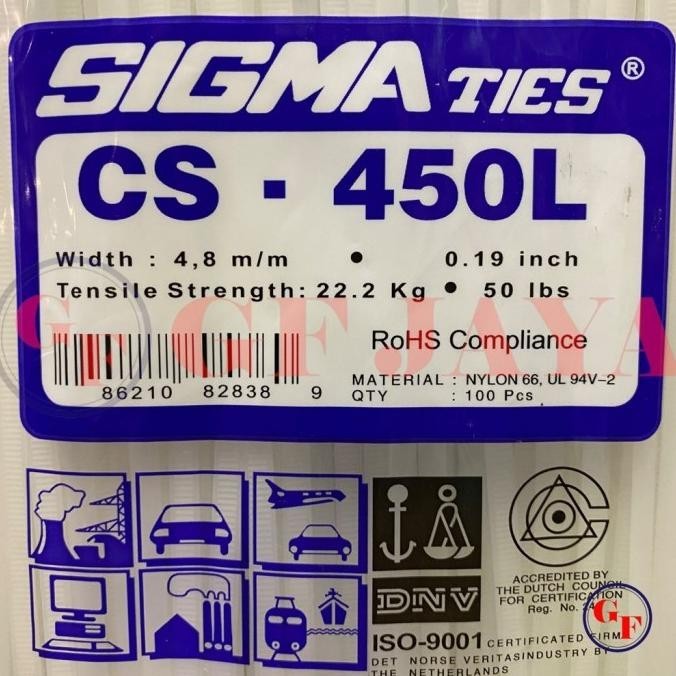 SIGMA TIES ®
CS - 450L
Width : 4,8 m/m • 0.19 inch
Tensile Strength: 22.2 Kg • 50 lbs
GF GF JAYA
RoHS Compliance
86210 82838 9
MATERIAL : NYLON 66, UL 94V-2
QTY : 100 Pcs
DNV
ACCREDITED BY
THE DUTCH COUNCIL
FOR CERTIFICATION
Reg. No.
GF
ISO-9001 CERTIFICATED FIRM
DET NORSE VERITASINDUSTRY BY
THE NETHERLANDS